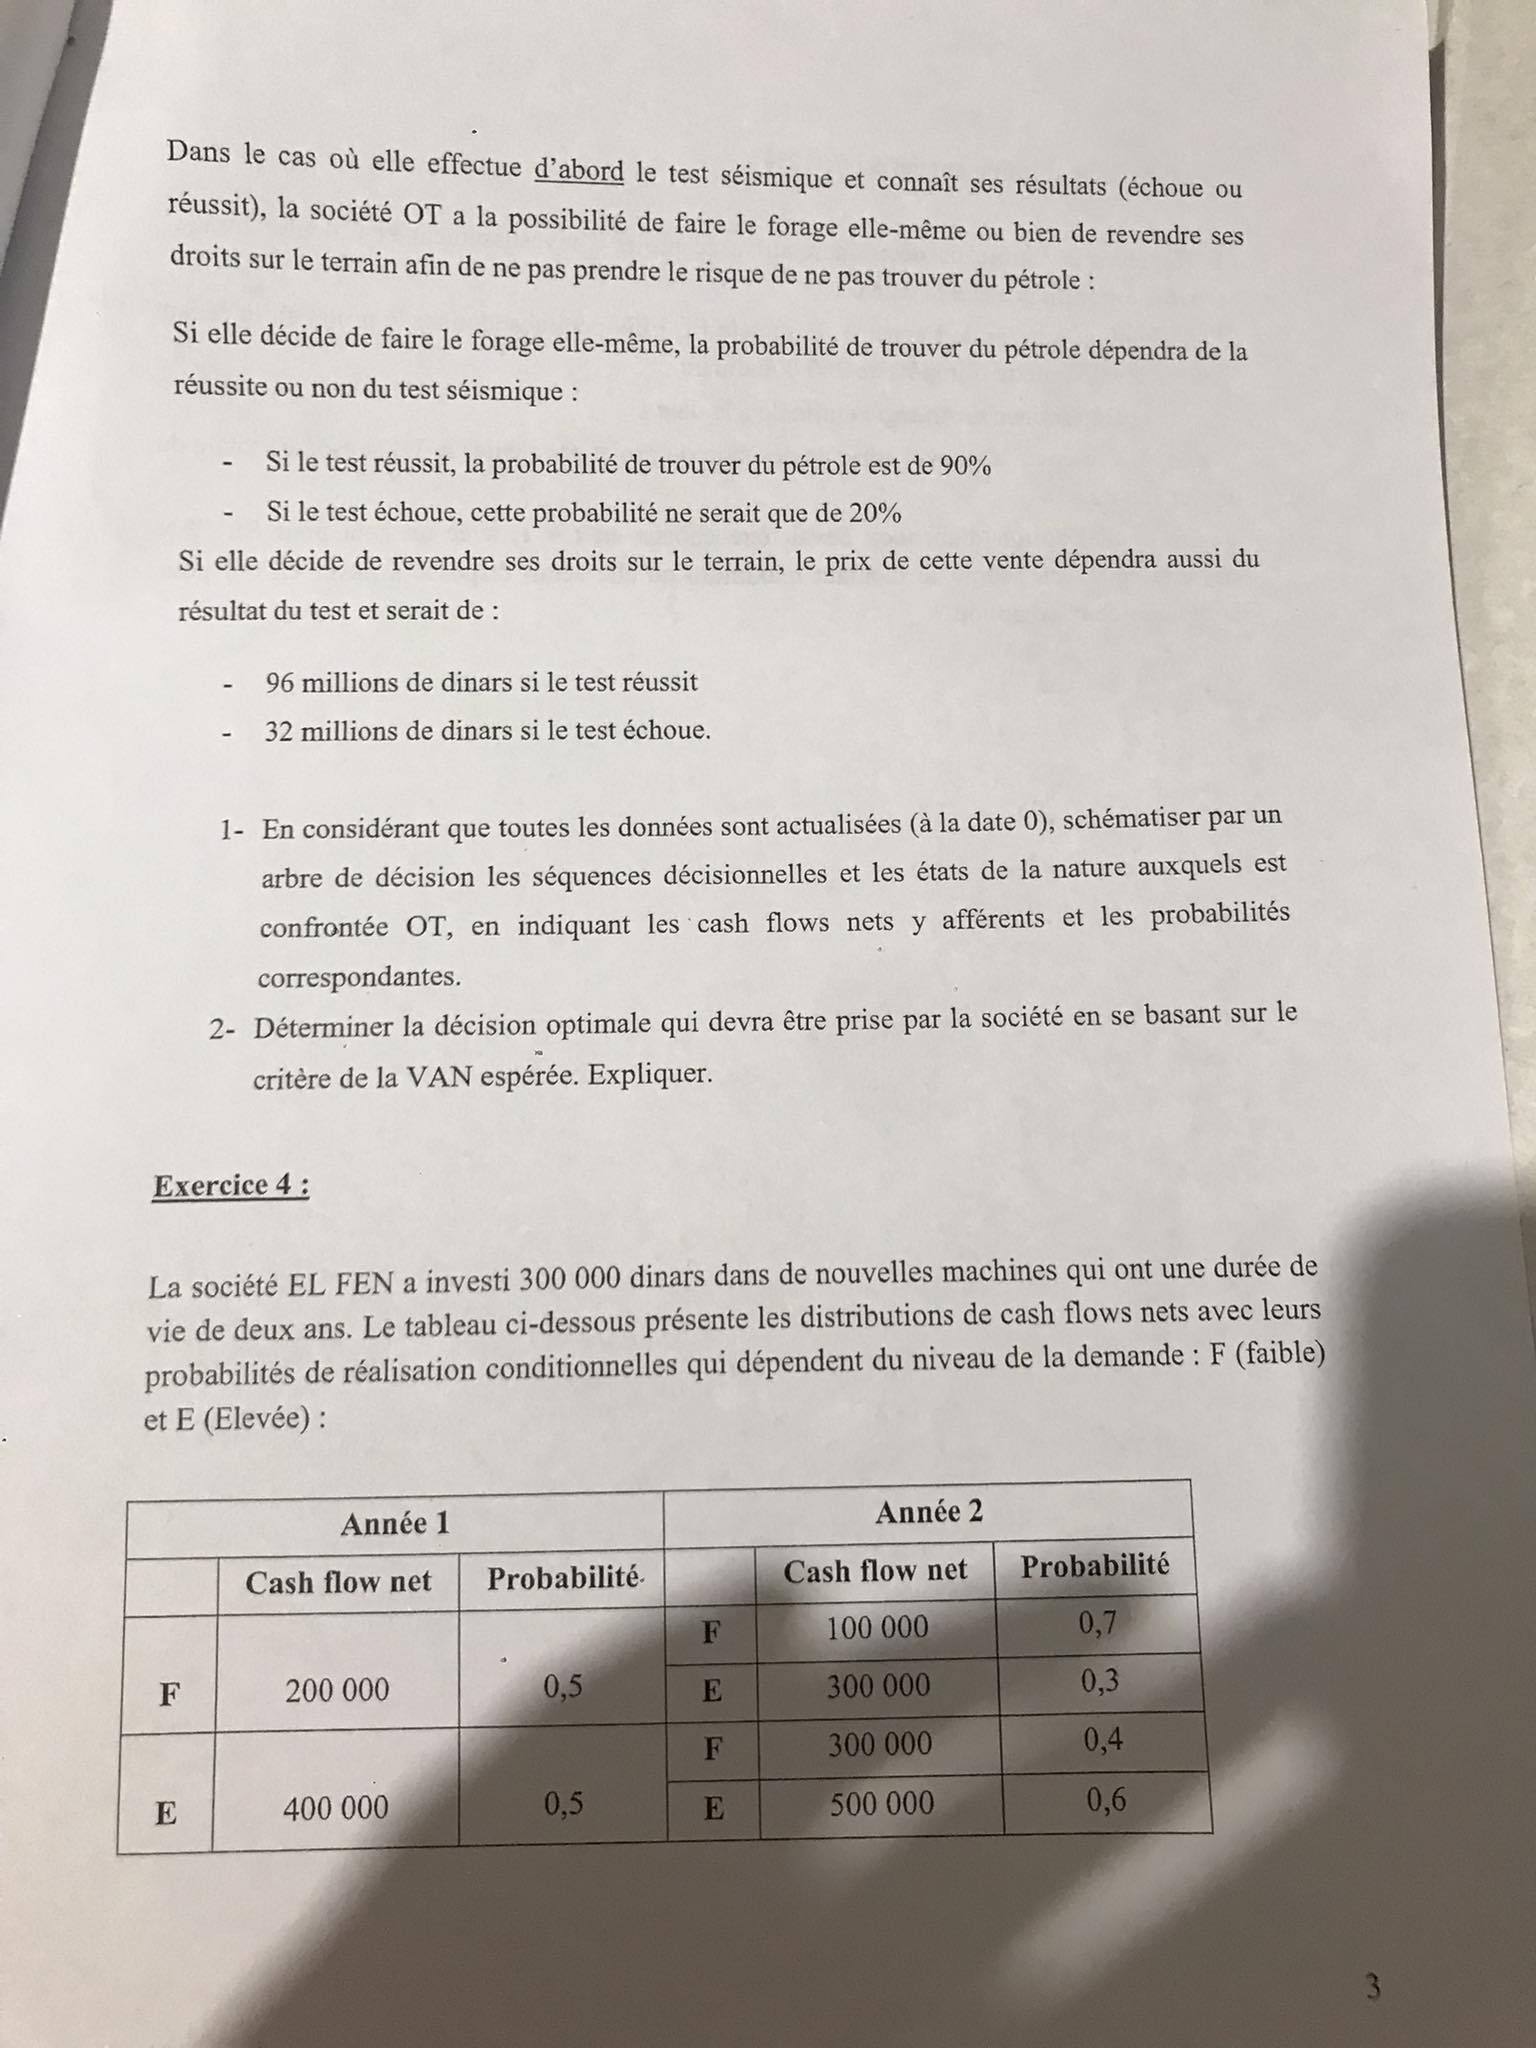 Dans le cas où elle effectue d'abord le test séismique et connaît ses résultats (échoue ou
réussit), la société OT a la possibilité de faire le forage elle-même ou bien de revendre ses
droits sur le terrain afin de ne pas prendre le risque de ne pas trouver du pétrole :
Si elle décide de faire le forage elle-même, la probabilité de trouver du pétrole dépendra de la
réussite ou non du test séismique :
- Si le test réussit, la probabilité de trouver du pétrole est de 90%
- Si le test échoue, cette probabilité ne serait que de 20%
Si elle décide de revendre ses droits sur le terrain, le prix de cette vente dépendra aussi du
résultat du test et serait de :
- 96 millions de dinars si le test réussit
- 32 millions de dinars si le test échoue.
1- En considérant que toutes les données sont actualisées (à la date 0), schématiser par un
arbre de décision les séquences décisionnelles et les états de la nature auxquels est
confrontée OT, en indiquant les cash flows nets y afférents et les probabilités
correspondantes.
2- Déterminer la décision optimale qui devra être prise par la société en se basant sur le
critère de la VAN espérée. Expliquer.
Exercice 4 :
La société EL FEN a investi 300 000 dinars dans de nouvelles machines qui ont une durée de
vie de deux ans. Le tableau ci-dessous présente les distributions de cash flows nets avec leurs
probabilités de réalisation conditionnelles qui dépendent du niveau de la demande : F (faible)
et E (Elevée) :
Année 1 Année 2
Cash flow net Probabilité Cash flow net Probabilité
F 100 000 0,7
F 200 000 0,5 E 300 000 0,3
F 300 000 0,4
E 400 000 0,5 E 500 000 0,6
3